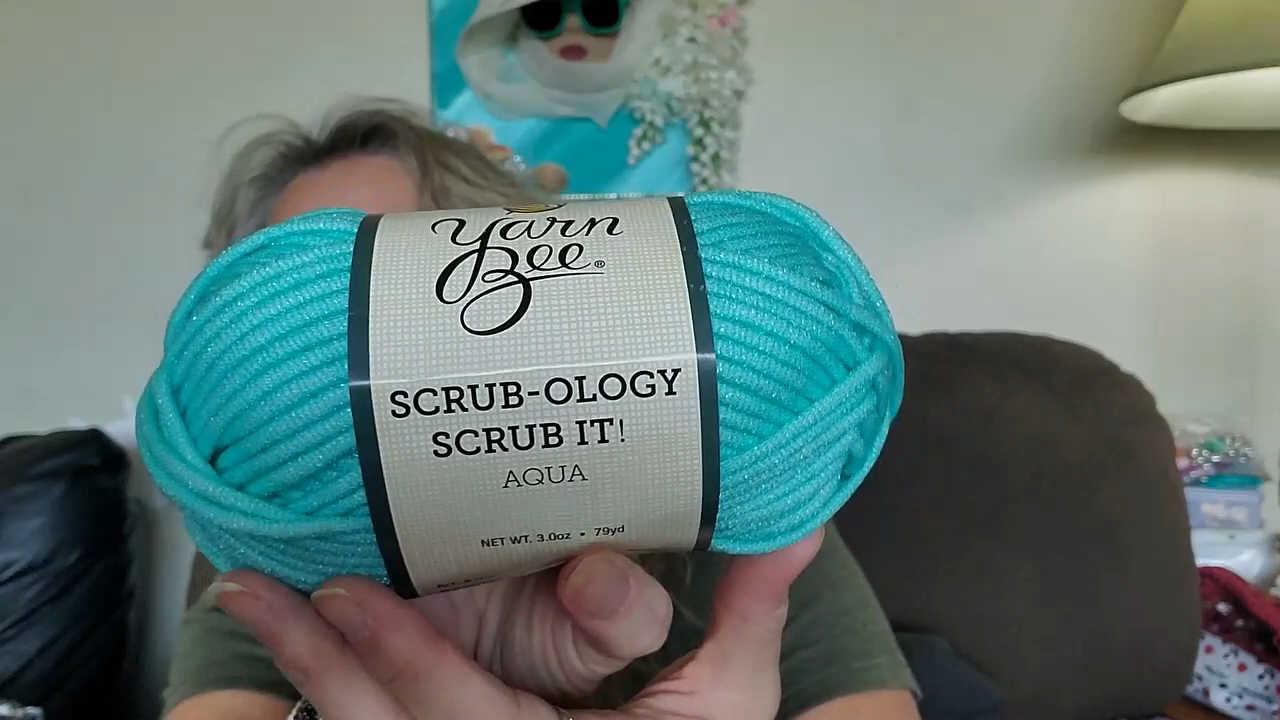 Yarn
Bee®
SCRUB-OLOGY
SCRUB IT!
AQUA
NET WT. 3.0oz • 79yd